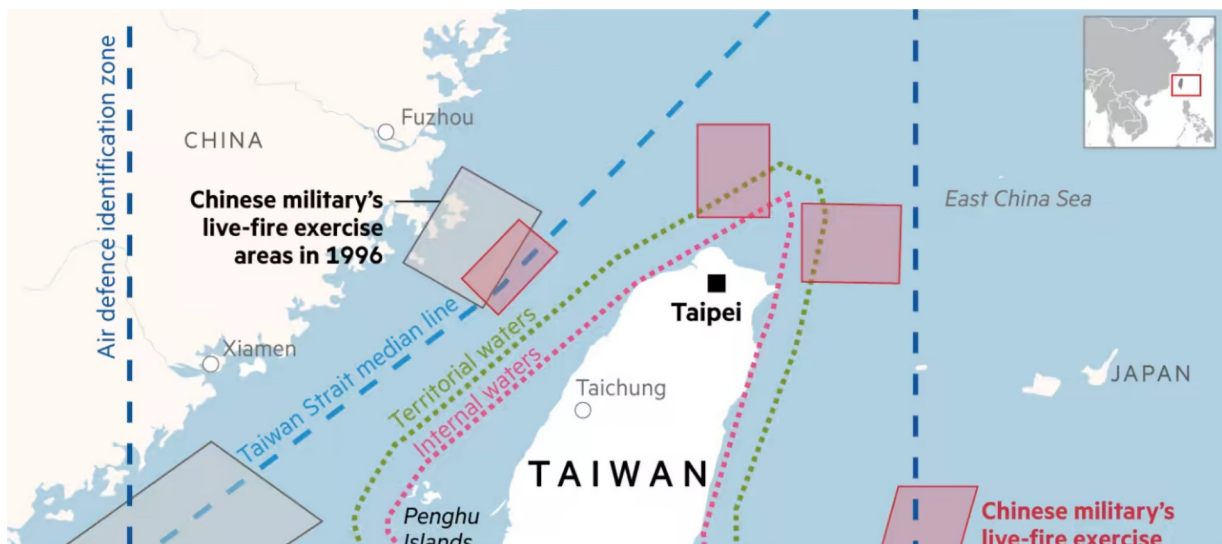 Air defence identification zone
CHINA
Fuzhou
Chinese military's
live-fire exercise
areas in 1996
East China Sea
Taipei
Xiamen
Taiwan Strait median line
Territorial waters
Internal waters
Taichung
JAPAN
TAIWAN
Penghu
Islands
Chinese military's
live-fire exercise